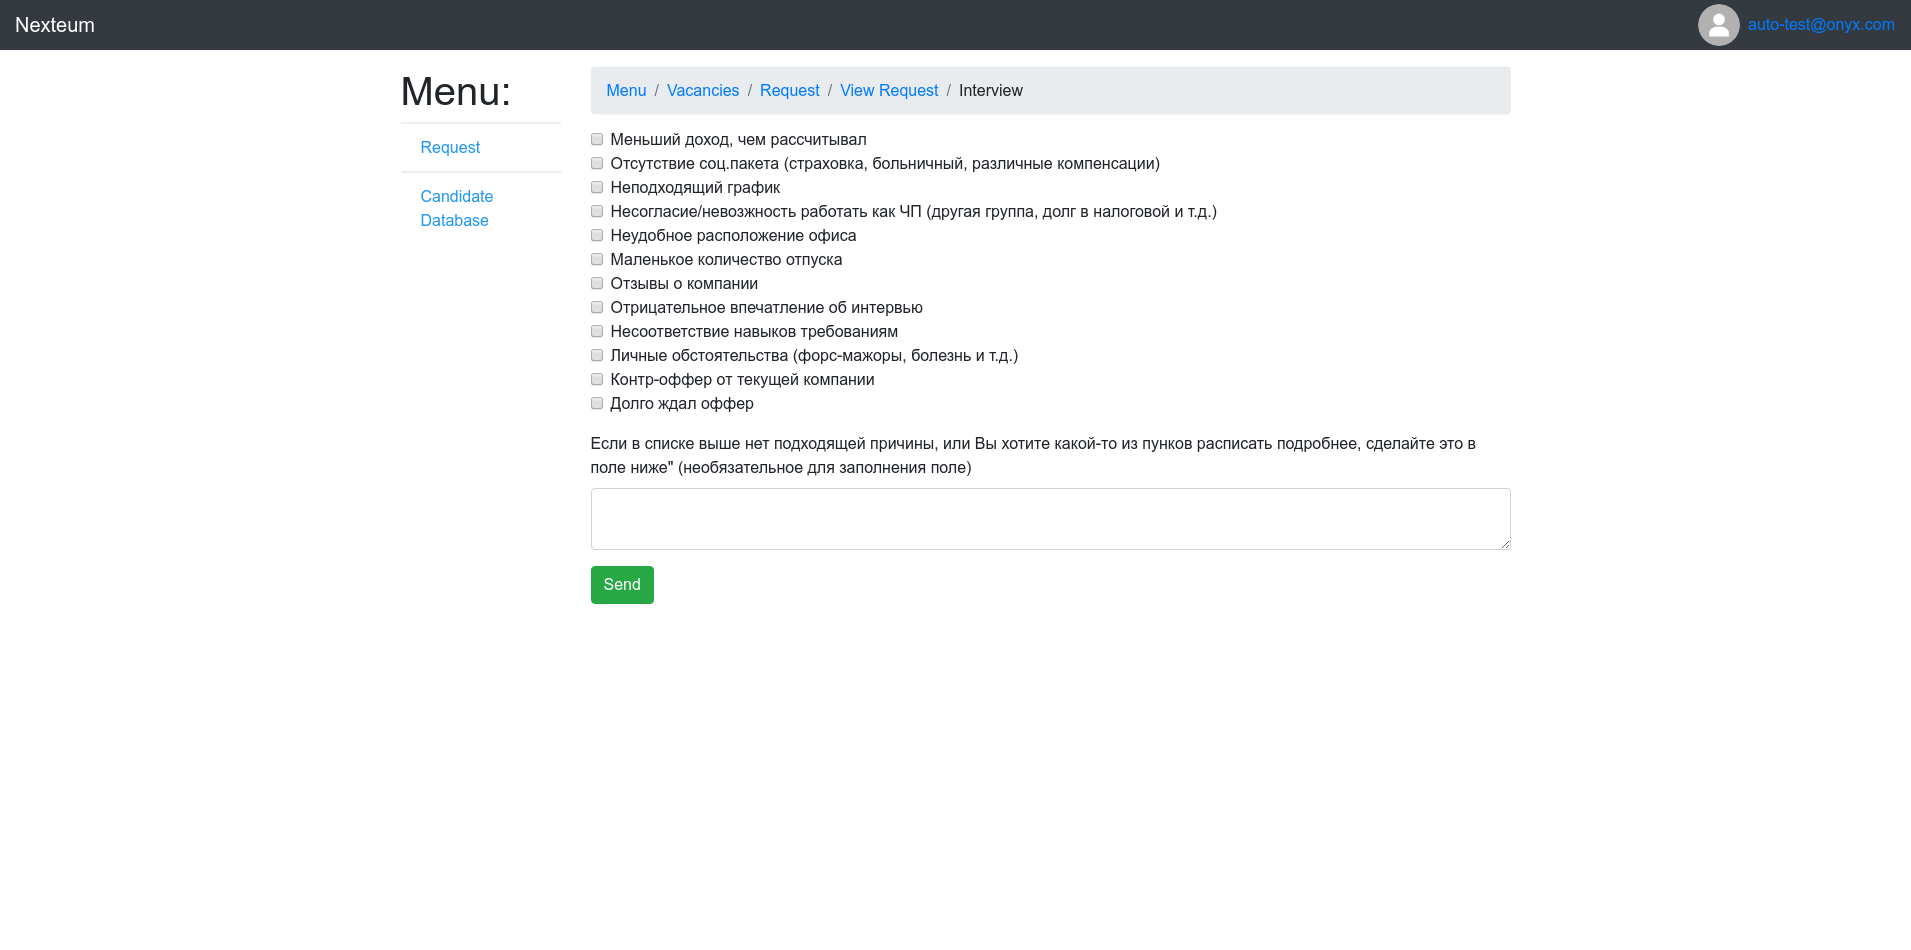 Nexteum
auto-test@onyx.com
Menu:
Request
Candidate
Database
Menu / Vacancies / Request / View Request / Interview
Меньший доход, чем рассчитывал
Отсутствие соц.пакета (страховка, больничный, различные компенсации)
Неподходящий график
Несогласие/невозжность работать как ЧП (другая группа, долг в налоговой и т.д.)
Неудобное расположение офиса
Маленькое количество отпуска
Отзывы о компании
Отрицательное впечатление об интервью
Несоответствие навыков требованиям
Личные обстоятельства (форс-мажоры, болезнь и т.д.)
Контр-оффер от текущей компании
Долго ждал оффер
Если в списке выше нет подходящей причины, или Вы хотите какой-то из пунков расписать подробнее, сделайте это в
поле ниже" (необязательное для заполнения поле)
Send